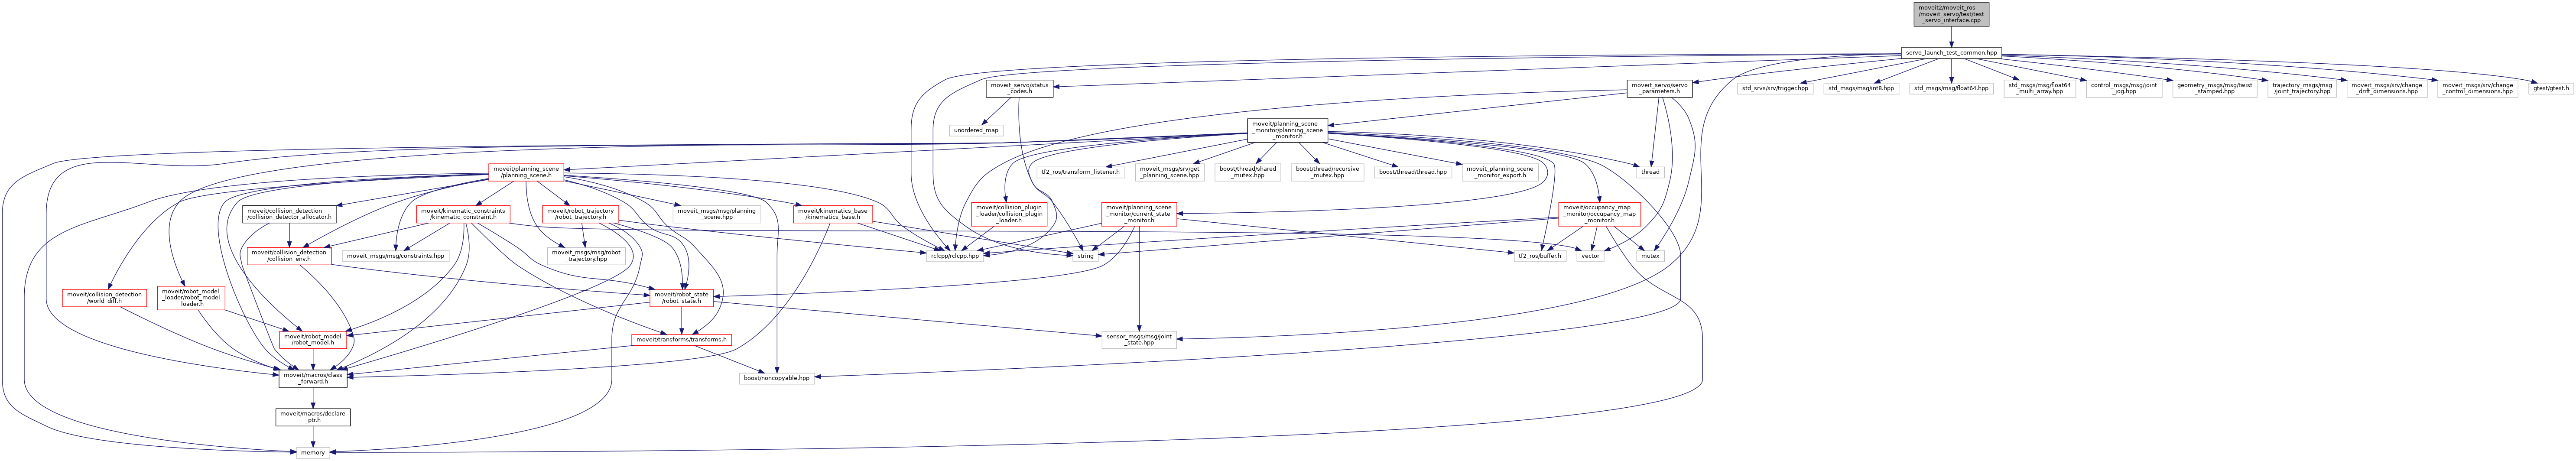 moveit2/moveit_ros
/moveit_servo/test/test
_servo_interface.cpp
servo_launch_test_common.hpp
moveit_servo/status
_codes.h
moveit_servo/servo
_parameters.h
std_srvs/srv/trigger.hpp
std_msgs/msg/int8.hpp
std_msgs/msg/float64.hpp
std_msgs/msg/float64
_multi_array.hpp
control_msgs/msg/joint
_jog.hpp
geometry_msgs/msg/twist
_stamped.hpp
trajectory_msgs/msg
/joint_trajectory.hpp
moveit_msgs/srv/change
_drift_dimensions.hpp
moveit_msgs/srv/change
_control_dimensions.hpp
gtest/gtest.h
unordered_map
moveit/planning_scene
_monitor/planning_scene
_monitor.h
moveit/planning_scene
/planning_scene.h
tf2_ros/transform_listener.h
moveit_msgs/srv/get
_planning_scene.hpp
boost/thread/shared
_mutex.hpp
boost/thread/recursive
_mutex.hpp
boost/thread/thread.hpp
moveit_planning_scene
_monitor_export.h
thread
moveit/collision_detection
/collision_detector_allocator.h
moveit/kinematic_constraints
/kinematic_constraint.h
moveit/robot_trajectory
/robot_trajectory.h
moveit_msgs/msg/planning
_scene.hpp
moveit/kinematics_base
/kinematics_base.h
moveit/collision_plugin
_loader/collision_plugin
_loader.h
moveit/planning_scene
_monitor/current_state
_monitor.h
moveit/occupancy_map
_monitor/occupancy_map
_monitor.h
moveit/collision_detection
/collision_env.h
moveit_msgs/msg/constraints.hpp
moveit_msgs/msg/robot
_trajectory.hpp
rclcpp/rclcpp.hpp
string
tf2_ros/buffer.h
vector
mutex
moveit/collision_detection
/world_diff.h
moveit/robot_model
_loader/robot_model
_loader.h
moveit/robot_state
/robot_state.h
moveit/robot_model
/robot_model.h
moveit/transforms/transforms.h
sensor_msgs/msg/joint
_state.hpp
moveit/macros/class
_forward.h
boost/noncopyable.hpp
moveit/macros/declare
_ptr.h
memory